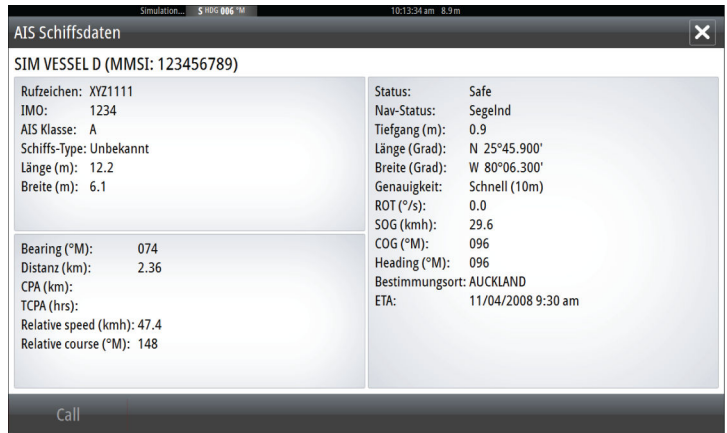 Simulation... S HDG 006 °M 10:13:34 am 8.9 m
AIS Schiffsdaten
SIM VESSEL D (MMSI: 123456789)
Rufzeichen: XYZ1111
IMO: 1234
AIS Klasse: A
Schiffs-Type: Unbekannt
Länge (m): 12.2
Breite (m): 6.1
Bearing (°M): 074
Distanz (km): 2.36
CPA (km):
TCPA (hrs):
Relative speed (kmh): 47.4
Relative course (°M): 148
Status: Safe
Nav-Status: Segelnd
Tiefgang (m): 0.9
Länge (Grad): N 25°45.900'
Breite (Grad): W 80°06.300'
Genauigkeit: Schnell (10m)
ROT (°/s): 0.0
SOG (kmh): 29.6
COG (°M): 096
Heading (°M): 096
Bestimmungsort: AUCKLAND
ETA: 11/04/2008 9:30 am
Call